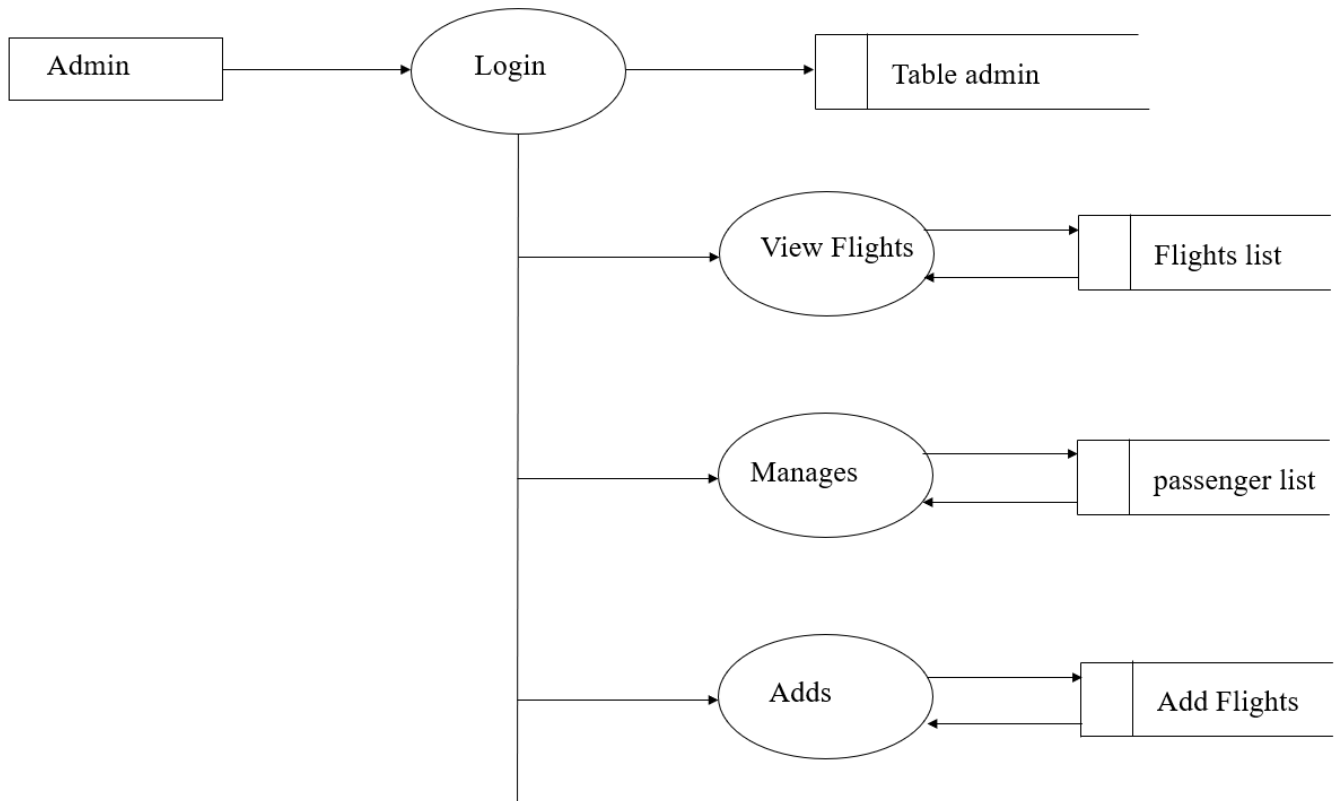 Admin
Login
Table admin
View Flights
Flights list
Manages
passenger list
Adds
Add Flights